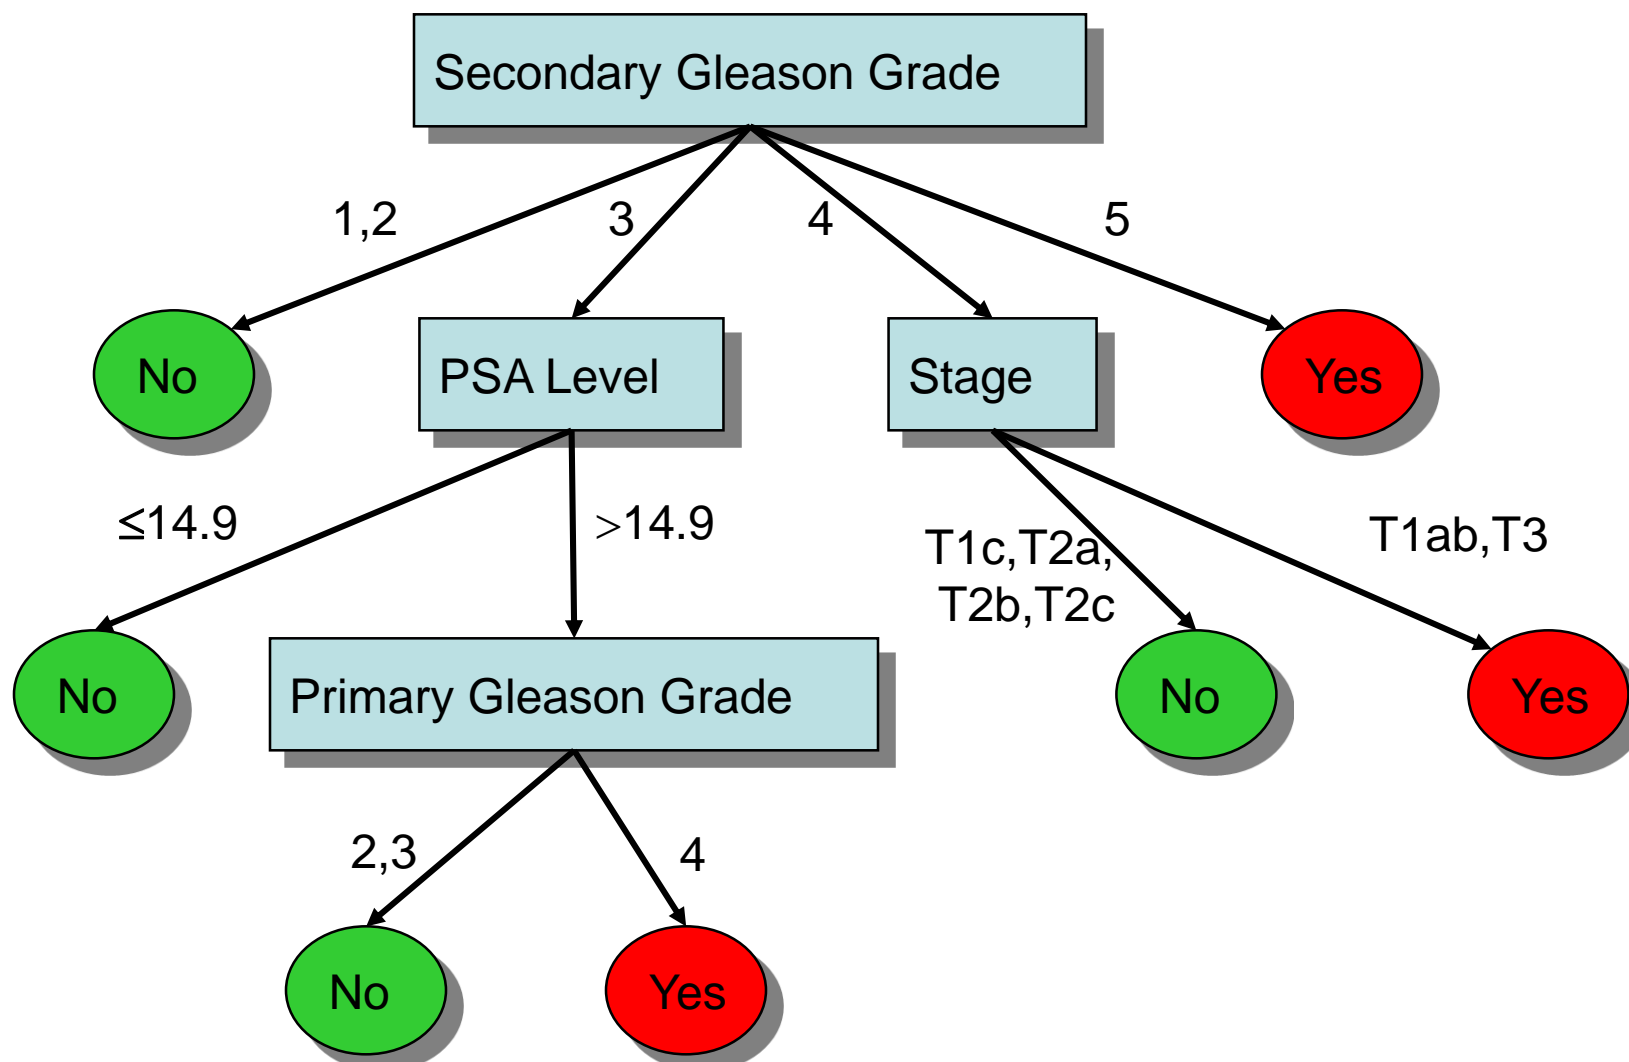 Secondary Gleason Grade
1,2
3
4
5
No
PSA Level
Stage
Yes
≤14.9
>14.9
T1c,T2a,
T2b,T2c
T1ab,T3
No
Primary Gleason Grade
No
Yes
2,3
4
No
Yes